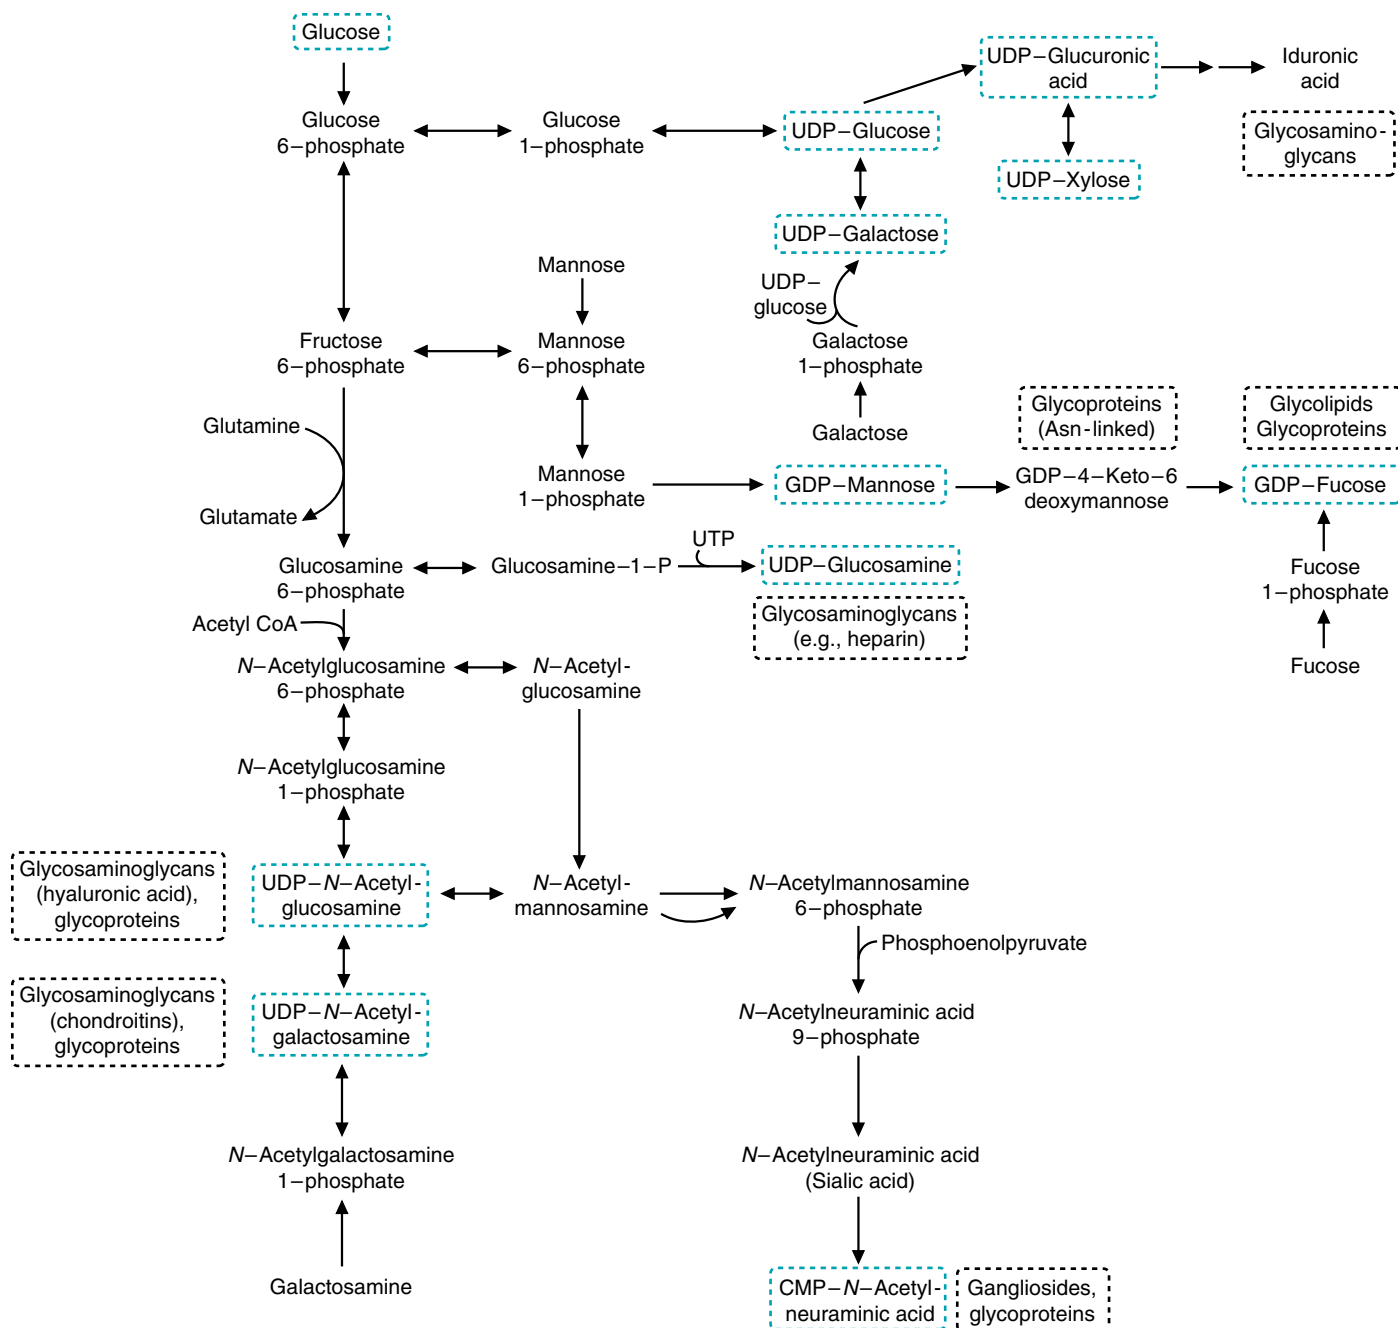 Glucose
UDP–Glucuronic
acid
Iduronic
acid
Glucose
6–phosphate
Glucose
1–phosphate
UDP–Glucose
Glycosamino-
glycans
UDP–Xylose
UDP–Galactose
Mannose
UDP–
glucose
Fructose
6–phosphate
Mannose
6–phosphate
Galactose
1–phosphate
Glutamine
Galactose
Glycoproteins
(Asn-linked)
Glycolipids
Glycoproteins
Mannose
1–phosphate
GDP–Mannose
GDP–4–Keto–6
deoxymannose
GDP–Fucose
Glutamate
UTP
Glucosamine
6–phosphate
Glucosamine–1–P
UDP–Glucosamine
Fucose
1–phosphate
Acetyl CoA
Glycosaminoglycans
(e.g., heparin)
N–Acetylglucosamine
6–phosphate
N–Acetyl-
glucosamine
Fucose
N–Acetylglucosamine
1–phosphate
Glycosaminoglycans
(hyaluronic acid),
glycoproteins
UDP–N–Acetyl-
glucosamine
N–Acetyl-
mannosamine
N–Acetylmannosamine
6–phosphate
Phosphoenolpyruvate
Glycosaminoglycans
(chondroitins),
glycoproteins
UDP–N–Acetyl-
galactosamine
N–Acetylneuraminic acid
9–phosphate
N–Acetylgalactosamine
1–phosphate
N–Acetylneuraminic acid
(Sialic acid)
Galactosamine
CMP–N–Acetyl-
neuraminic acid
Gangliosides,
glycoproteins